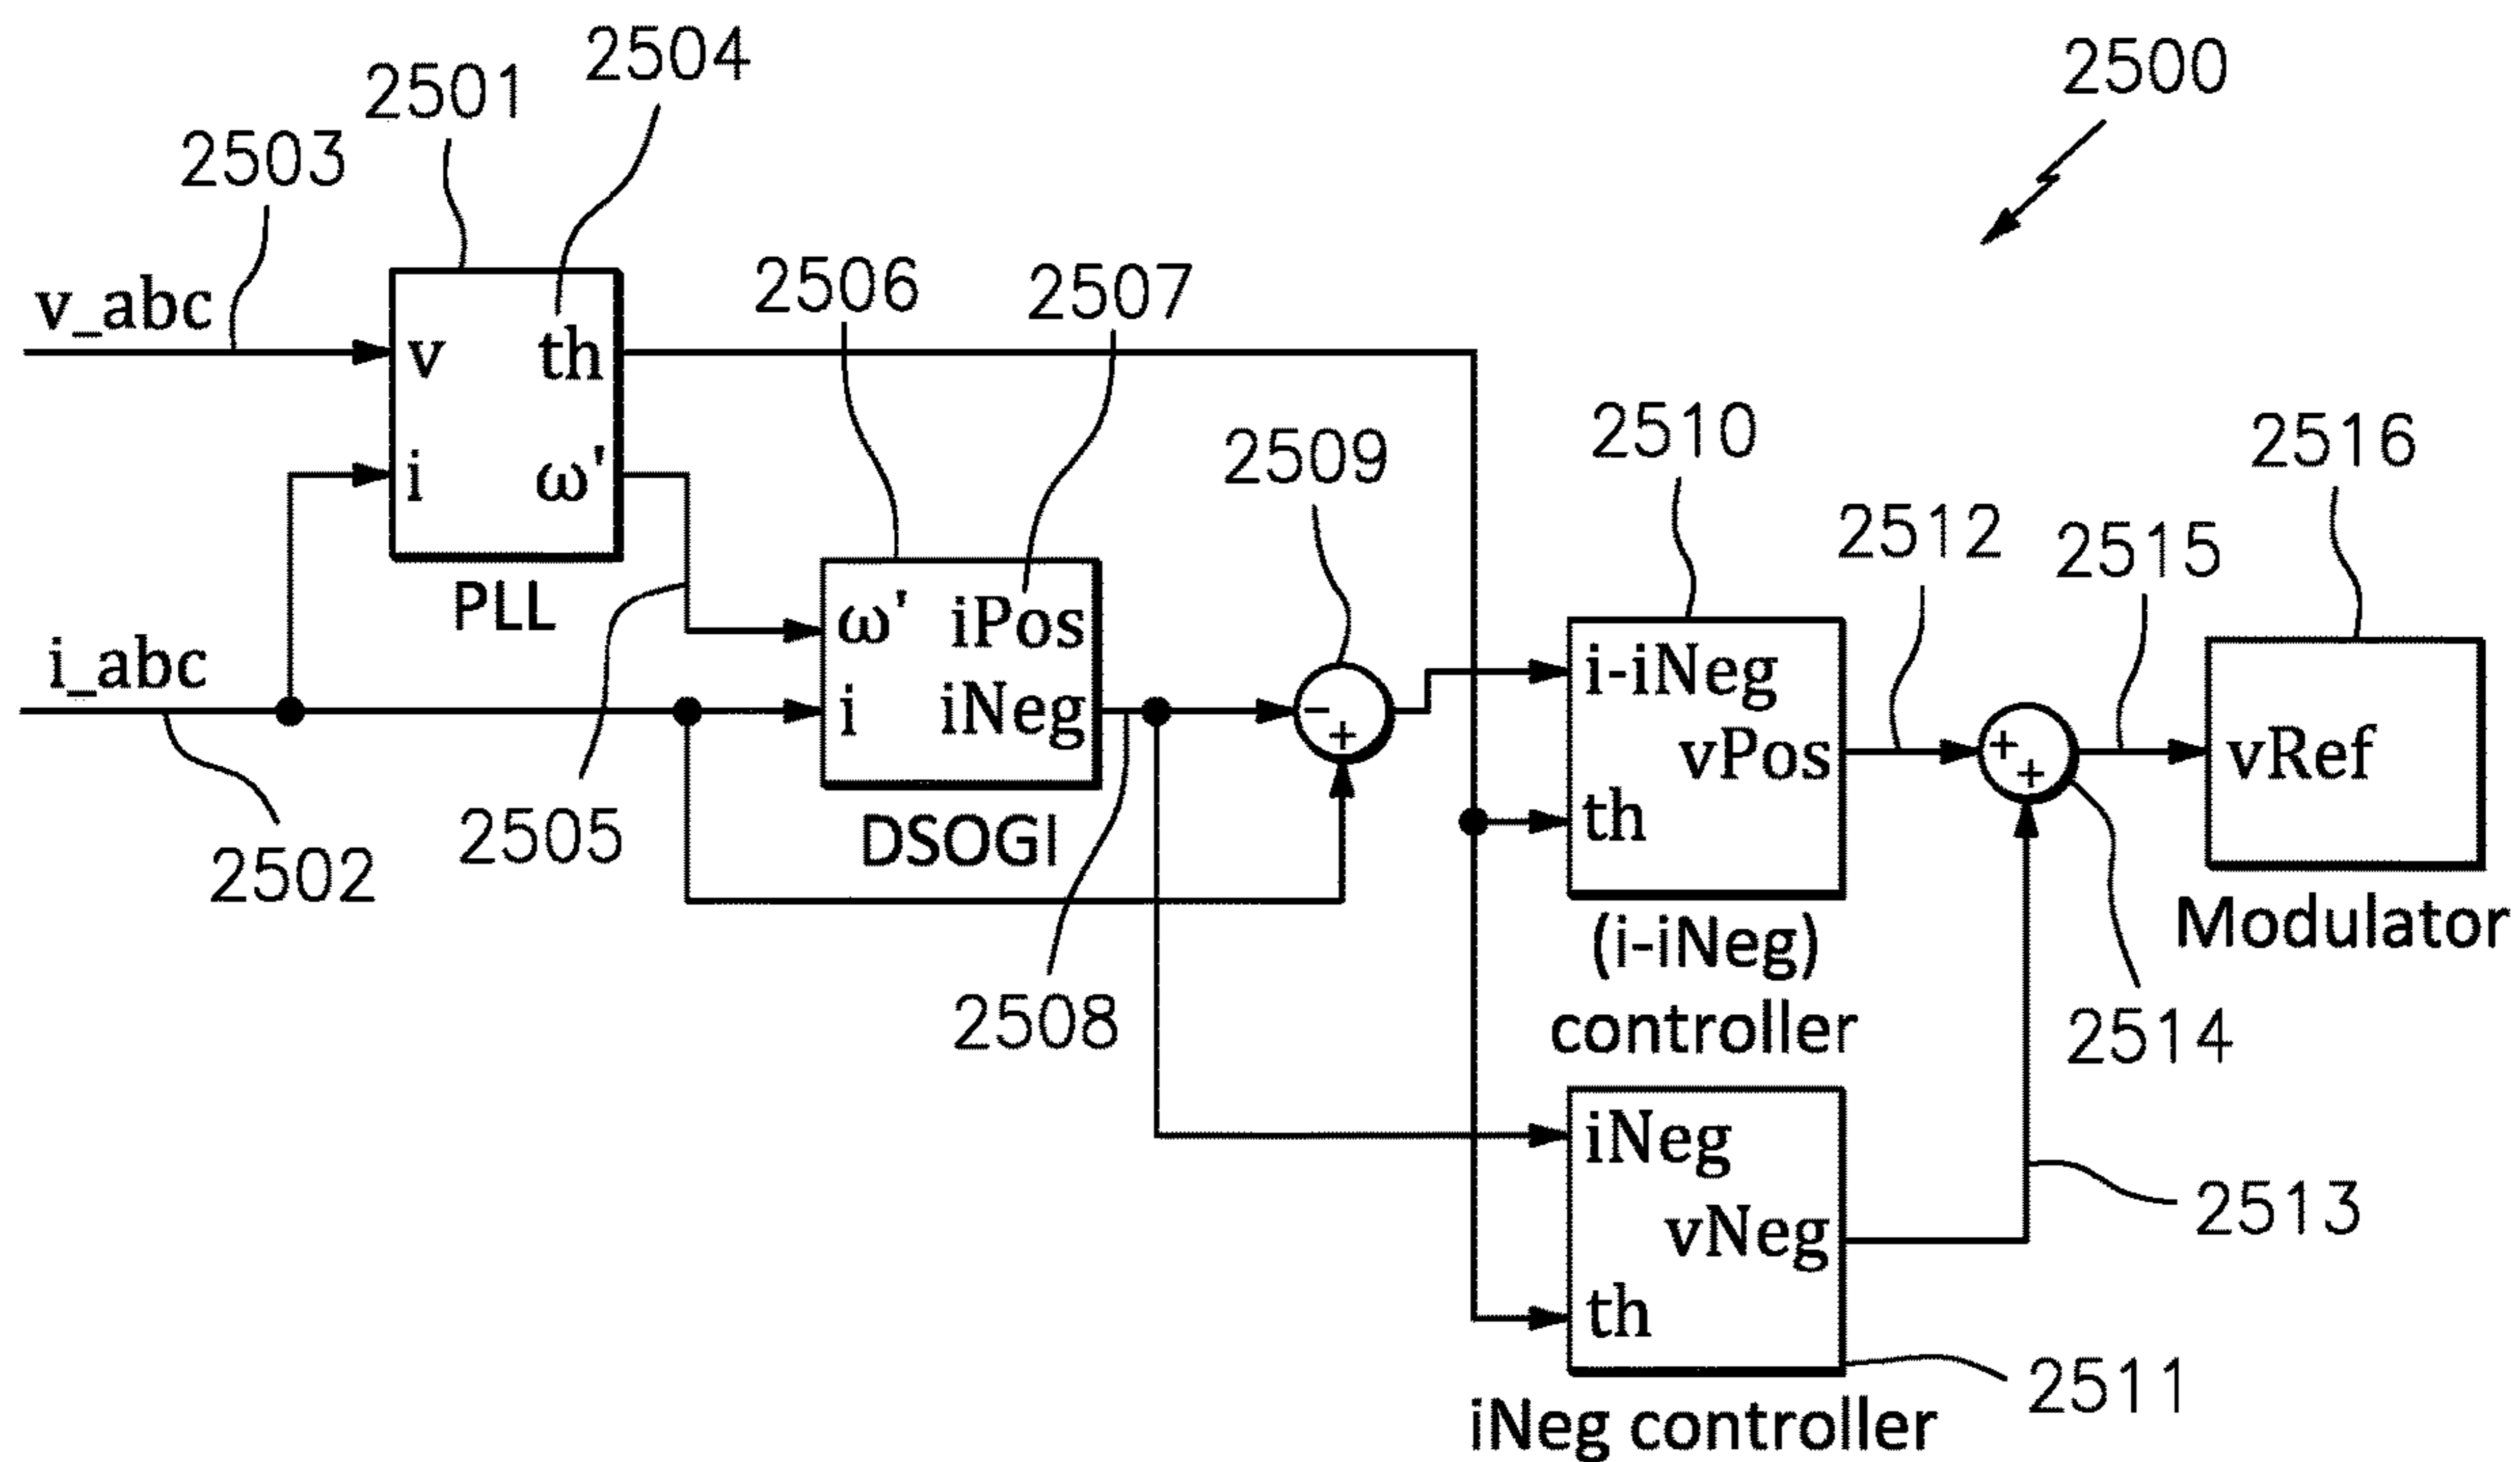 2504
2500
2501
2503
2506
2507
v_abc
v th
2510
2516
2509
i ω'
2512
2515
PLL
ω' iPos
i_abc
i iNeg
i-iNeg
- +
vPos
+ +
vRef
th
2505
DSOGI
2502
Modulator
(i-iNeg)
controller
2508
2514
iNeg
2513
vNeg
th
2511
iNeg controller